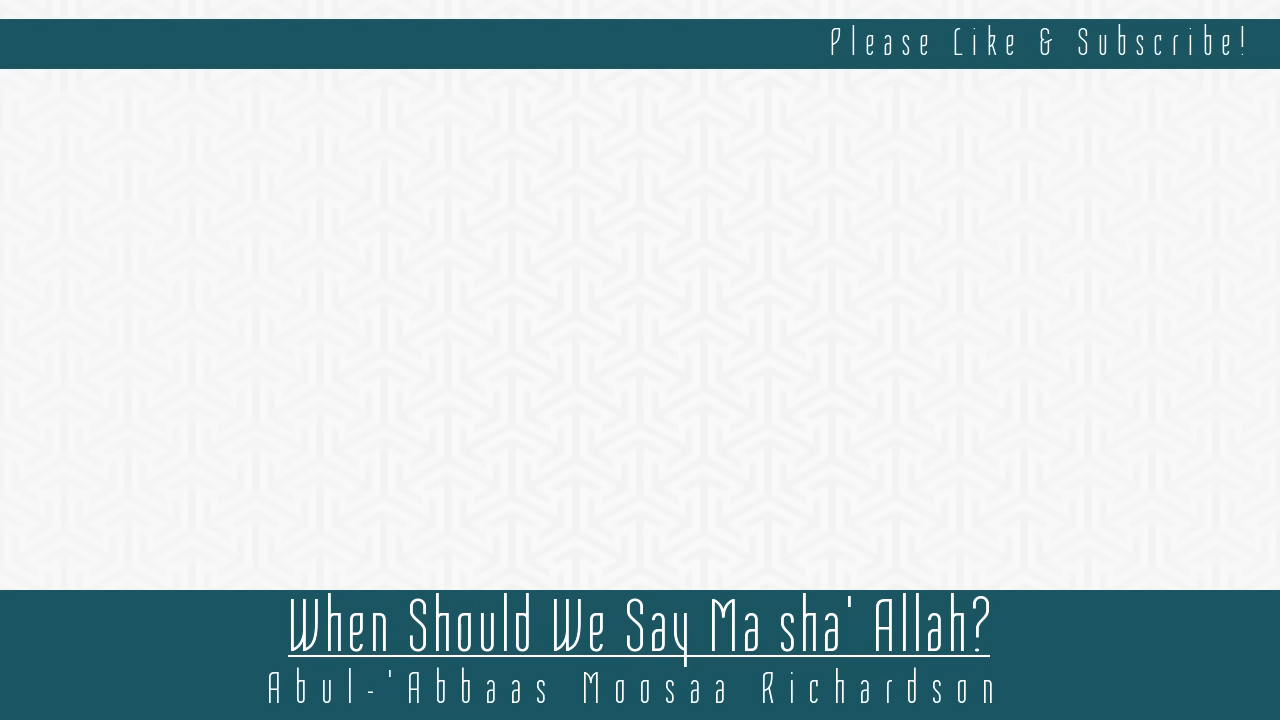 Please Like & Subscribe!
When Should We Say Ma sha' Allah?
Abul-'Abbaas Moosaa Richardson